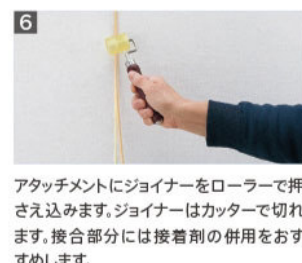 6
アタッチメントにジョイナーをローラーで押
さえ込みます。ジョイナーはカッターで切れ
ます。接合部分には接着剤の併用をおす
すめします。